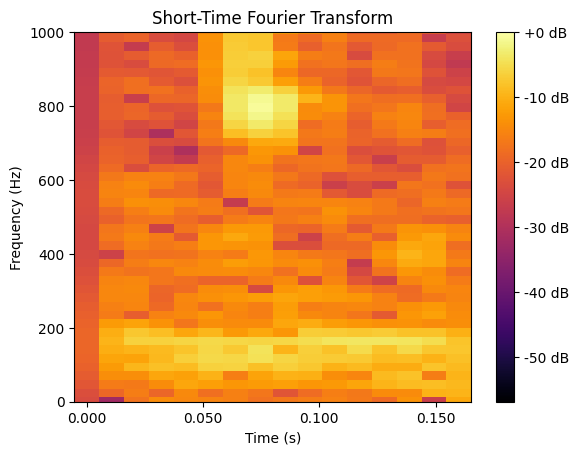 Short-Time Fourier Transform
1000
800
600
400
200
0
Frequency (Hz)
0.000
0.050
0.100
0.150
Time (s)
+0 dB
-10 dB
-20 dB
-30 dB
-40 dB
-50 dB